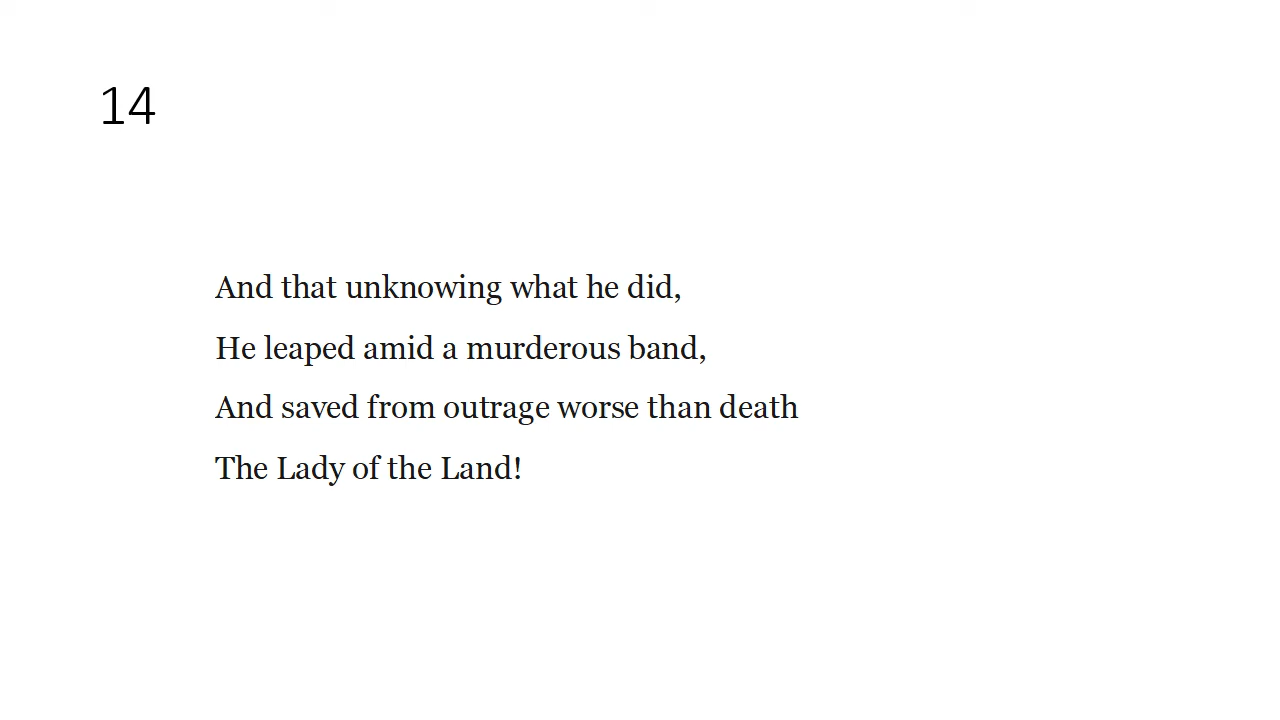 14
And that unknowing what he did,
He leaped amid a murderous band,
And saved from outrage worse than death
The Lady of the Land!